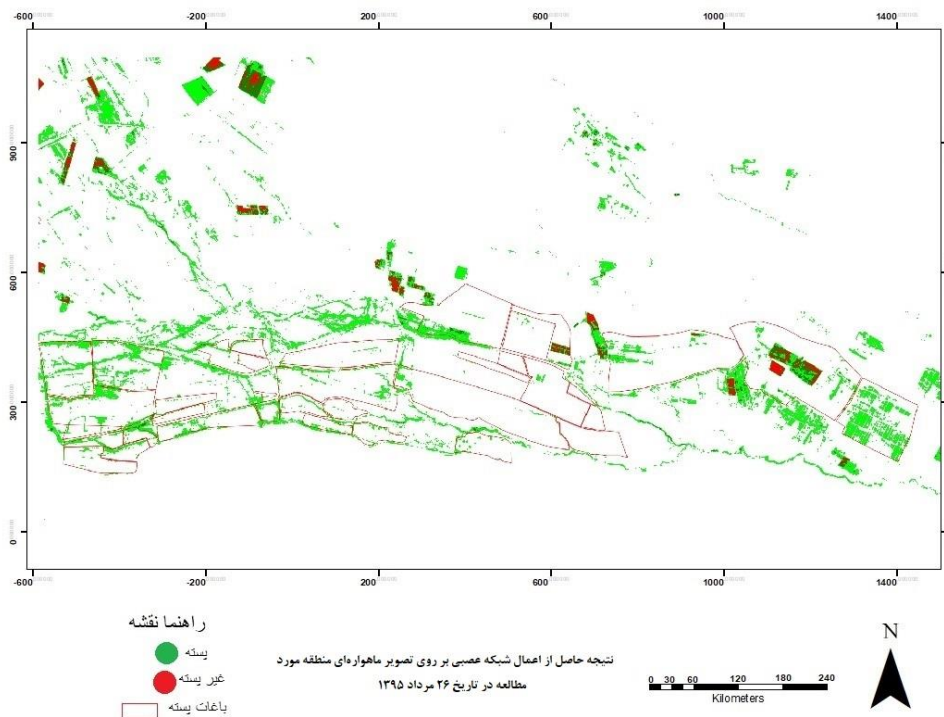 -600 -200 200 600 1000 1400
900
600
300
0
-600 -200 200 600 1000 1400
راهنما نقشه
پسته
غیر پسته
باغات پسته
نتیجه حاصل از اعمال شبکه عصبی بر روی تصویر ماهواره‌ای منطقه مورد
مطالعه در تاریخ ۲۶ مرداد ۱۳۹۵
N
0 30 60 120 180 240
Kilometers